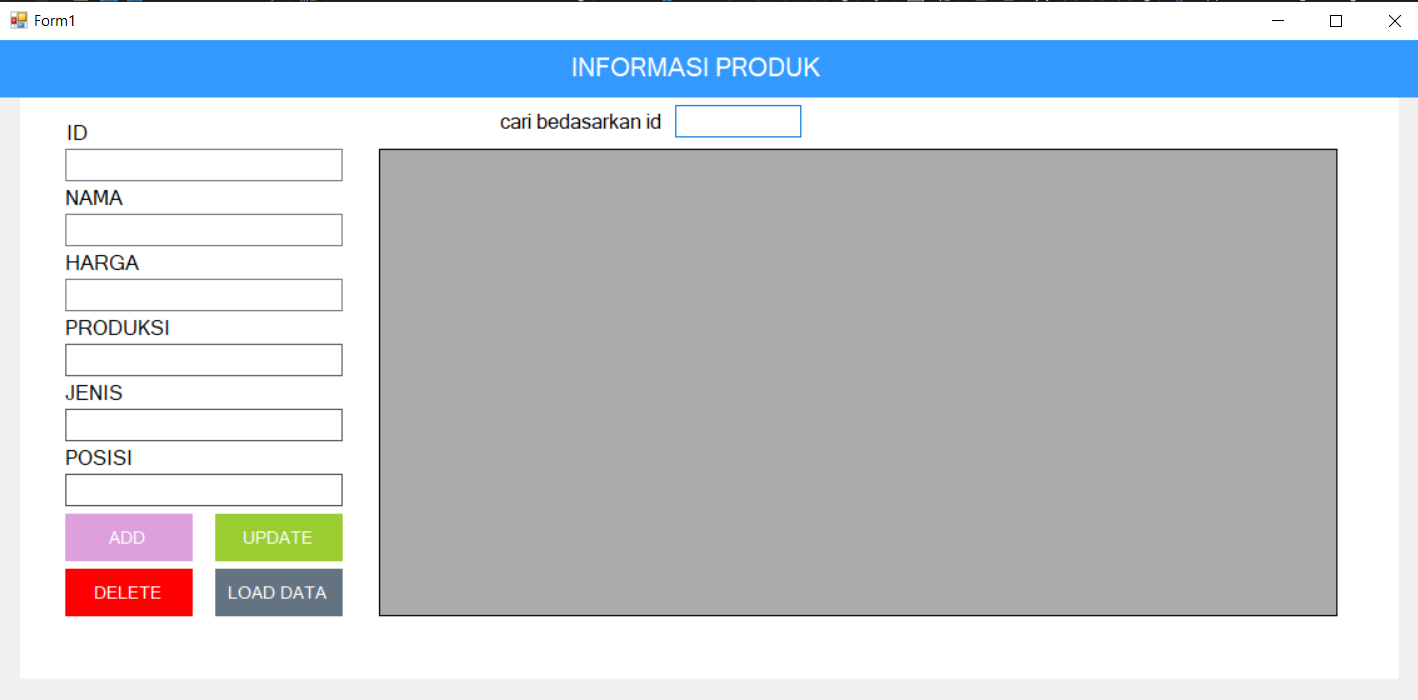 Form1
INFORMASI PRODUK
cari bedasarkan id
ID
NAMA
HARGA
PRODUKSI
JENIS
POSISI
ADD UPDATE
DELETE LOAD DATA